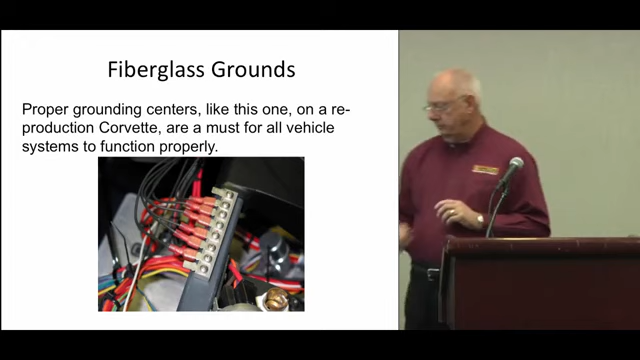 Fiberglass Grounds
Proper grounding centers, like this one, on a re-
production Corvette, are a must for all vehicle
systems to function properly.